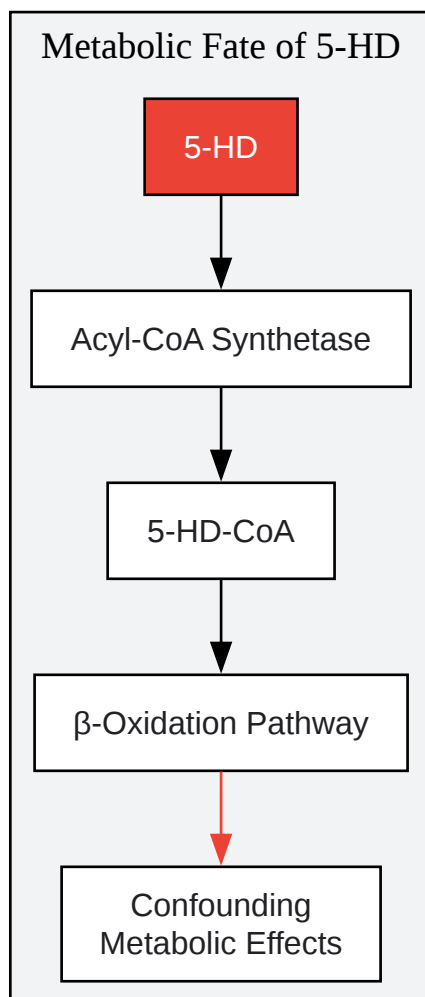 Metabolic Fate of 5-HD
5-HD
Acyl-CoA Synthetase
5-HD-CoA
β-Oxidation Pathway
Confounding
Metabolic Effects